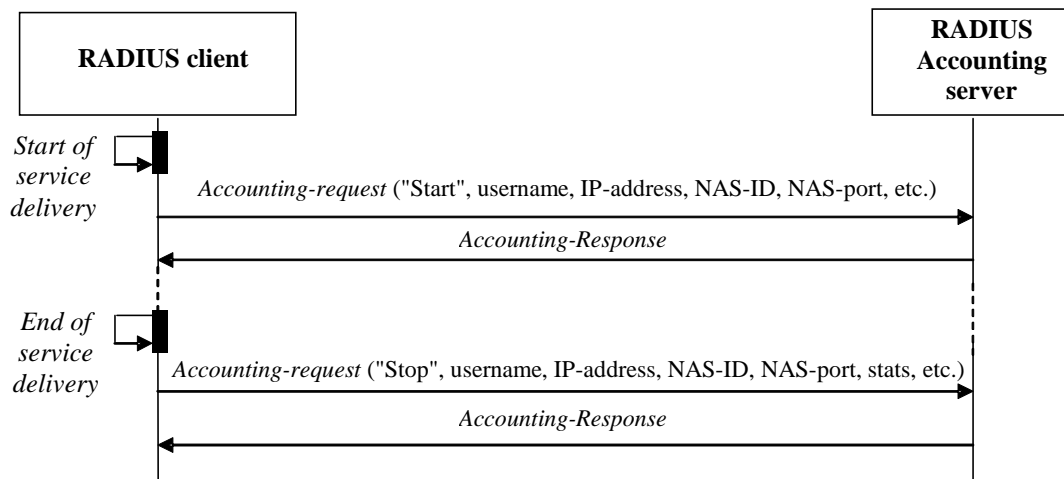 RADIUS client
RADIUS
Accounting
server
Start of
service
delivery
Accounting-request ("Start", username, IP-address, NAS-ID, NAS-port, etc.)
Accounting-Response
End of
service
delivery
Accounting-request ("Stop", username, IP-address, NAS-ID, NAS-port, stats, etc.)
Accounting-Response